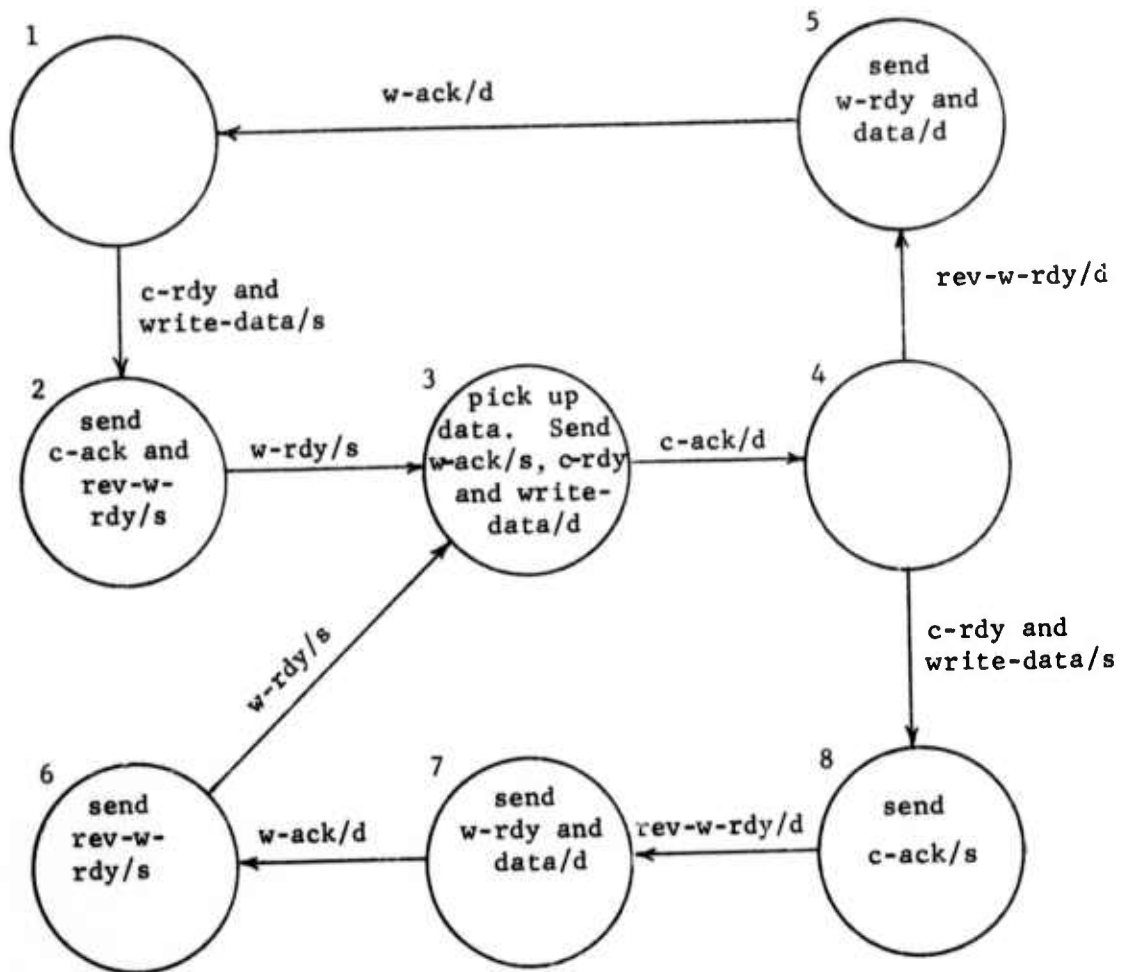 1
5
send
w-rdy and
data/d
w-ack/d
c-rdy and
write-data/s
rev-w-rdy/d
2
send
c-ack and
rev-w-
rdy/s
w-rdy/s
3
pick up
data. Send
w-ack/s, c-rdy
and write-
data/d
c-ack/d
4
w-rdy/s
c-rdy and
write-data/s
6
send
rev-w-
rdy/s
w-ack/d
7
send
w-rdy and
data/d
rev-w-rdy/d
8
send
c-ack/s